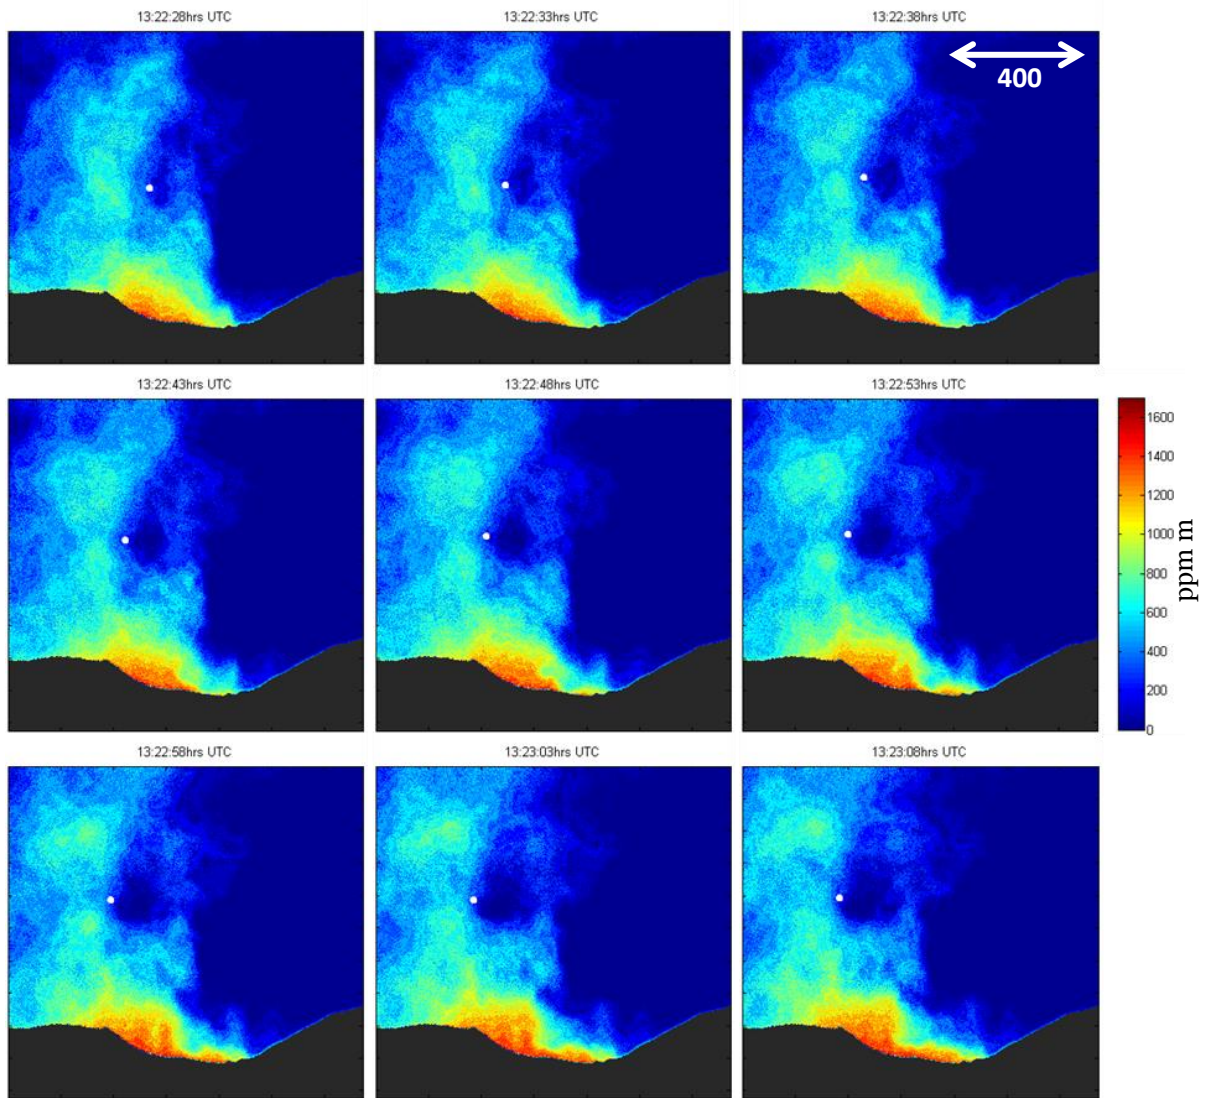 13:22:28hrs UTC
13:22:33hrs UTC
13:22:38hrs UTC
400
13:22:43hrs UTC
13:22:48hrs UTC
13:22:53hrs UTC
1600
1400
1200
1000
800
600
400
200
0
ppm m
13:22:58hrs UTC
13:23:03hrs UTC
13:23:08hrs UTC